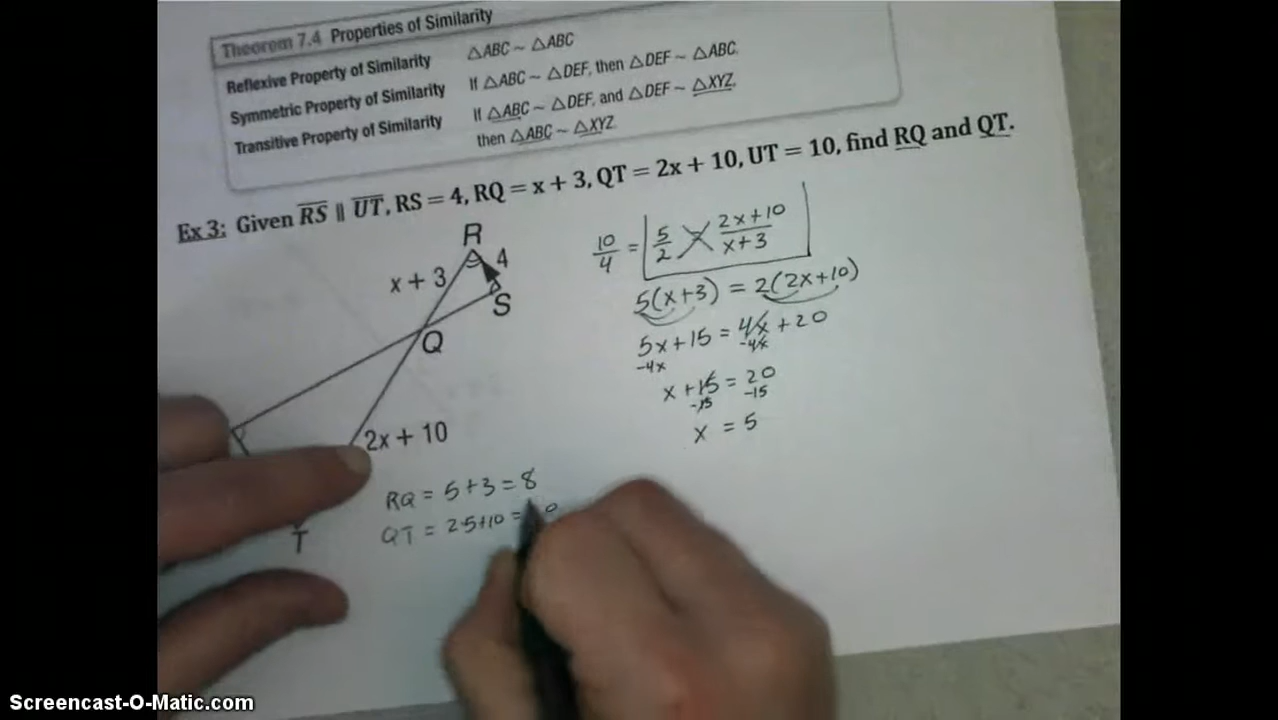 Theorem 7.4 Properties of Similarity
Reflexive Property of Similarity △ABC ~ △ABC
Symmetric Property of Similarity If △ABC ~ △DEF, then △DEF ~ △ABC.
Transitive Property of Similarity If △ABC ~ △DEF, and △DEF ~ △XYZ,
then △ABC ~ △XYZ.
Ex 3: Given RS ∥ UT, RS = 4, RQ = x + 3, QT = 2x + 10, UT = 10, find RQ and QT.
R
x + 3
4
S
Q
2x + 10
T
10/4 = 5/2 = 2x+10/x+3
5(x+3) = 2(2x+10)
5x+15 = 4x+20
-4x -4x
x+15 = 20
-15 -15
x = 5
RQ = 5+3 = 8
QT = 2·5+10 =
Screencast-O-Matic.com